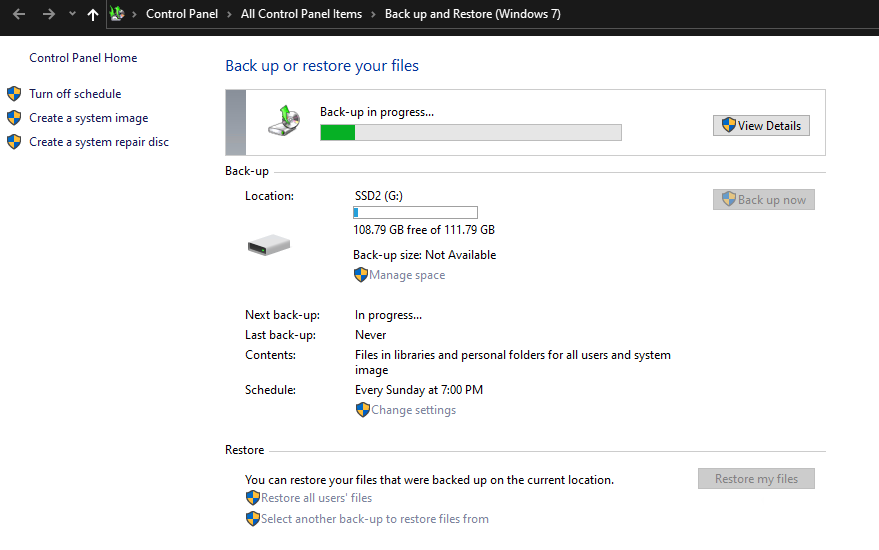 Control Panel > All Control Panel Items > Back up and Restore (Windows 7)
Control Panel Home
Turn off schedule
Create a system image
Create a system repair disc
Back up or restore your files
Back-up in progress...
View Details
Back-up
Location:
SSD2 (G:)
Back up now
108.79 GB free of 111.79 GB
Back-up size: Not Available
Manage space
Next back-up: In progress...
Last back-up: Never
Contents: Files in libraries and personal folders for all users and system
image
Schedule: Every Sunday at 7:00 PM
Change settings
Restore
You can restore your files that were backed up on the current location.
Restore my files
Restore all users' files
Select another back-up to restore files from